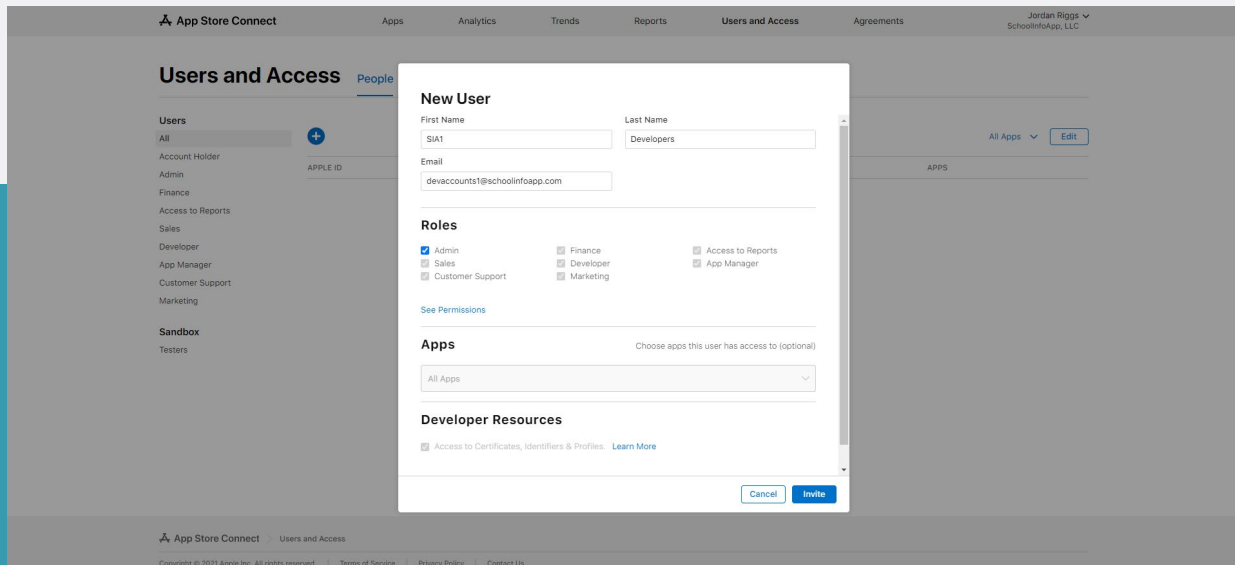 App Store Connect
Apps
Analytics
Trends
Reports
Users and Access
Agreements
Jordan Riggs
SchoolInfoApp, LLC
Users and Access
People
Users
All
Account Holder
Admin
Finance
Access to Reports
Sales
Developer
App Manager
Customer Support
Marketing
Sandbox
Testers
APPLE ID
All Apps
Edit
APPS
New User
First Name
Last Name
SIA1
Developers
Email
devaccounts1@schoolinfoapp.com
Roles
Admin
Finance
Access to Reports
Sales
Developer
App Manager
Customer Support
Marketing
See Permissions
Apps
Choose apps this user has access to (optional)
All Apps
Developer Resources
Access to Certificates, Identifiers & Profiles. Learn More
Cancel
Invite
App Store Connect
Users and Access
Copyright © 2021 Apple Inc. All rights reserved.
Terms of Service
Privacy Policy
Contact Us